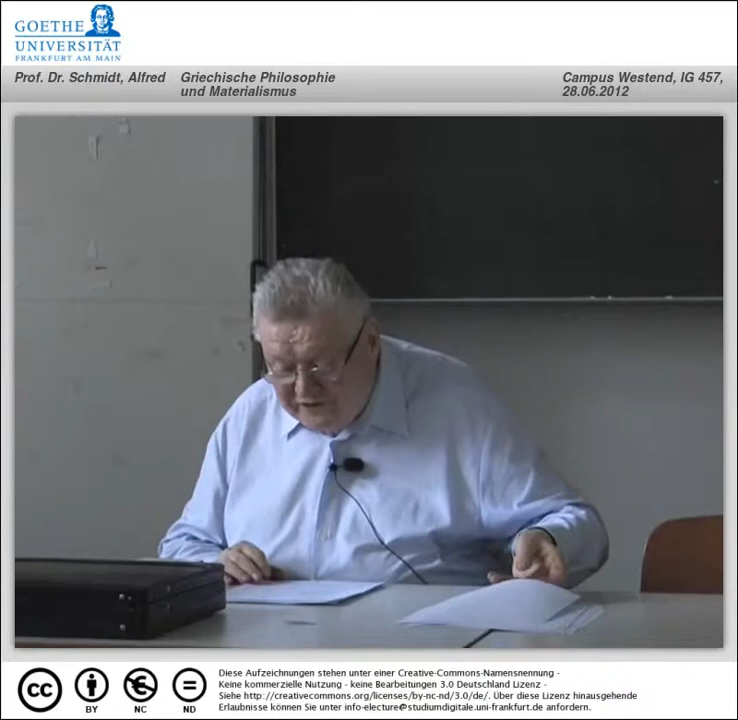 GOETHE
UNIVERSITÄT
FRANKFURT AM MAIN
Prof. Dr. Schmidt, Alfred
Griechische Philosophie
und Materialismus
Campus Westend, IG 457,
28.06.2012
cc
BY
NC
ND
Diese Aufzeichnungen stehen unter einer Creative-Commons-Namensnennung -
Keine kommerzielle Nutzung - keine Bearbeitungen 3.0 Deutschland Lizenz -
Siehe http://creativecommons.org/licenses/by-nc-nd/3.0/de/. Über diese Lizenz hinausgehende
Erlaubnisse können Sie unter info-electure@studiumdigitale.uni-frankfurt.de anfordern.